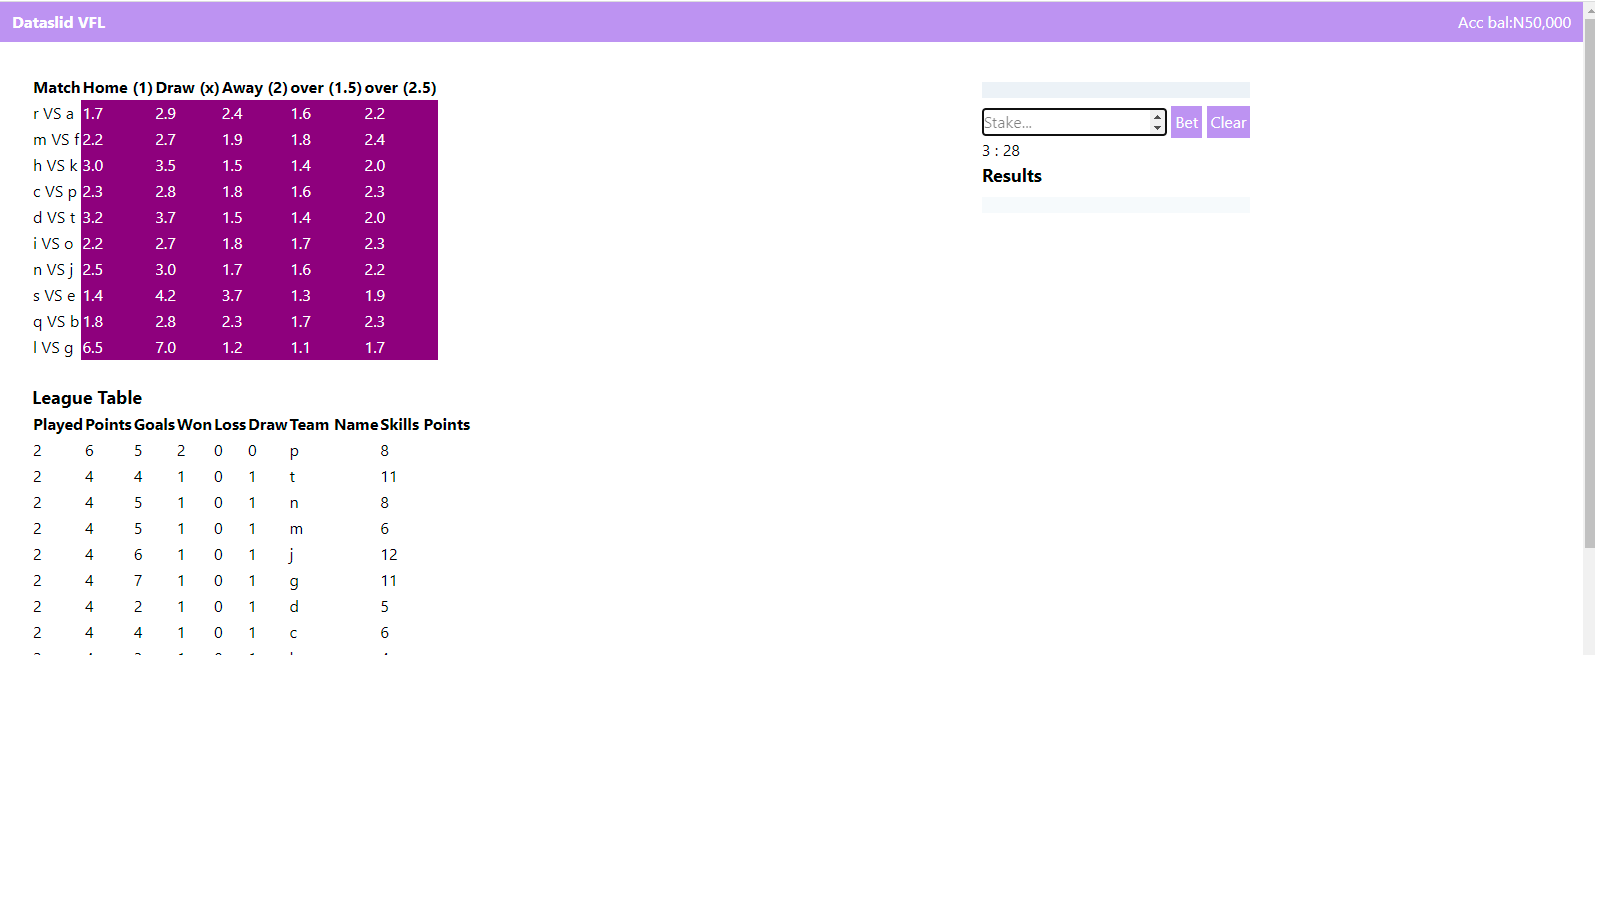 Dataslid VFL
Acc bal:N50,000
Match Home (1) Draw (x) Away (2) over (1.5) over (2.5)
r VS a 1.7 2.9 2.4 1.6 2.2
m VS f 2.2 2.7 1.9 1.8 2.4
h VS k 3.0 3.5 1.5 1.4 2.0
c VS p 2.3 2.8 1.8 1.6 2.3
d VS t 3.2 3.7 1.5 1.4 2.0
i VS o 2.2 2.7 1.8 1.7 2.3
n VS j 2.5 3.0 1.7 1.6 2.2
s VS e 1.4 4.2 3.7 1.3 1.9
q VS b 1.8 2.8 2.3 1.7 2.3
l VS g 6.5 7.0 1.2 1.1 1.7
League Table
Played Points Goals Won Loss Draw Team Name Skills Points
2 6 5 2 0 0 p 8
2 4 4 1 0 1 t 11
2 4 5 1 0 1 n 8
2 4 5 1 0 1 m 6
2 4 6 1 0 1 j 12
2 4 7 1 0 1 g 11
2 4 2 1 0 1 d 5
2 4 4 1 0 1 c 6
Stake... Bet Clear
3 : 28
Results